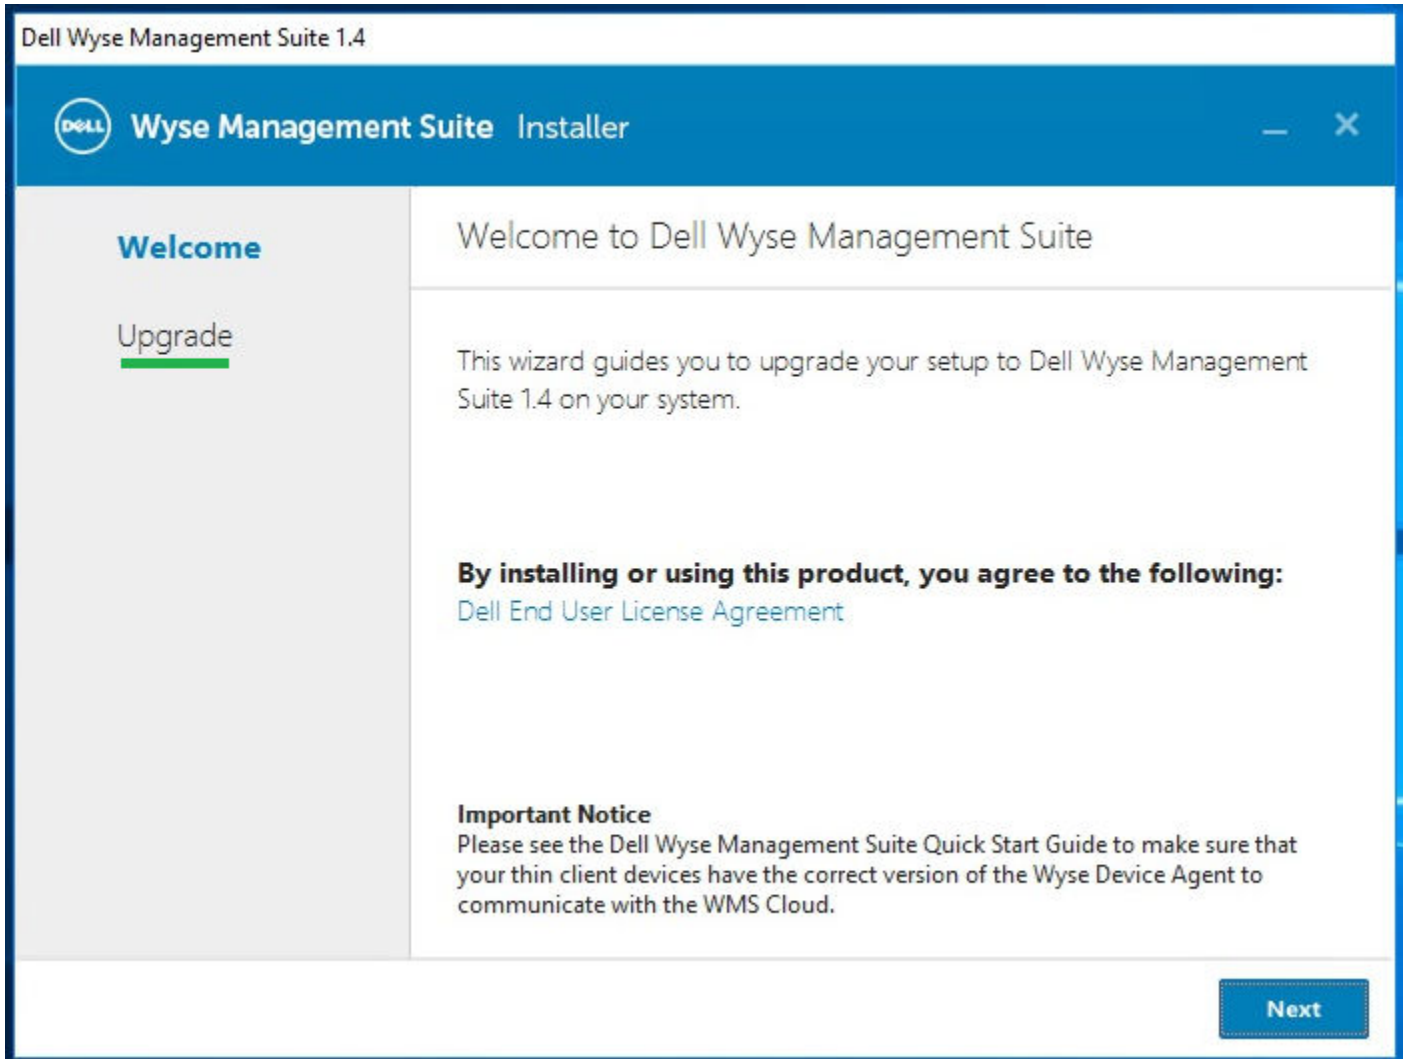 Dell Wyse Management Suite 1.4
DELL Wyse Management Suite Installer
Welcome
Upgrade
Welcome to Dell Wyse Management Suite
This wizard guides you to upgrade your setup to Dell Wyse Management
Suite 1.4 on your system.
By installing or using this product, you agree to the following:
Dell End User License Agreement
Important Notice
Please see the Dell Wyse Management Suite Quick Start Guide to make sure that
your thin client devices have the correct version of the Wyse Device Agent to
communicate with the WMS Cloud.
Next